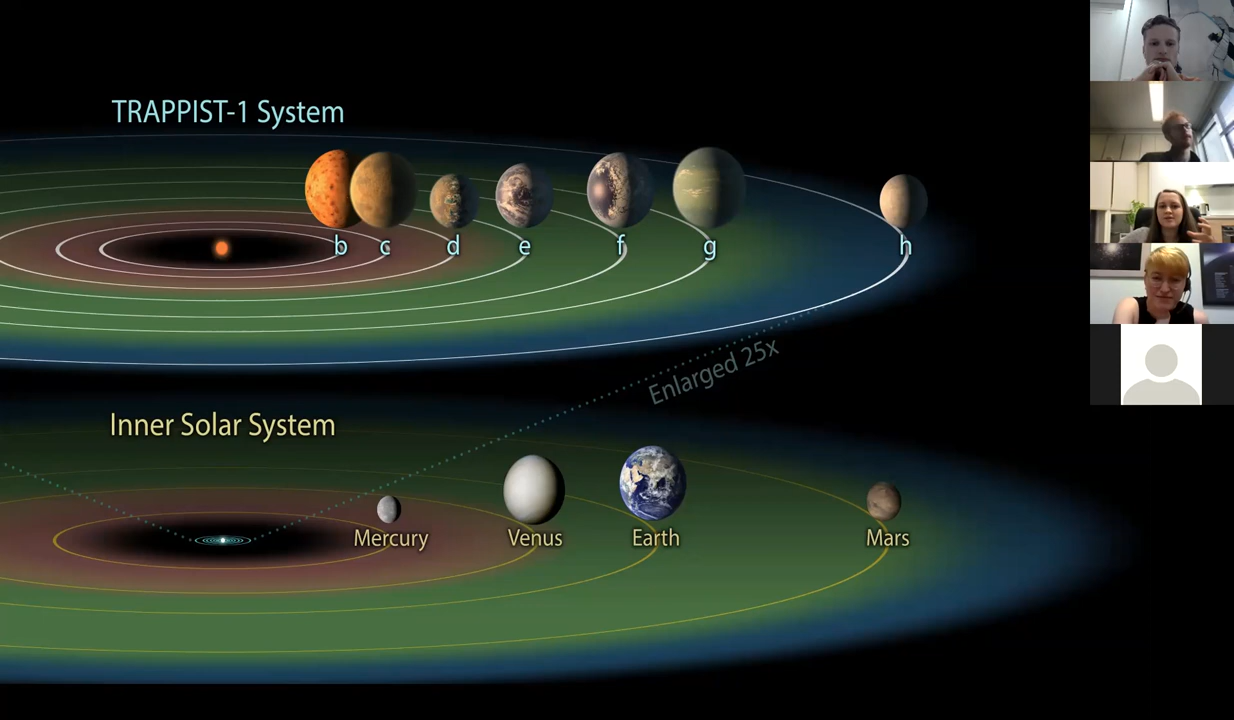 TRAPPIST-1 System
b c d e f g h
Enlarged 25x
Inner Solar System
Mercury Venus Earth Mars